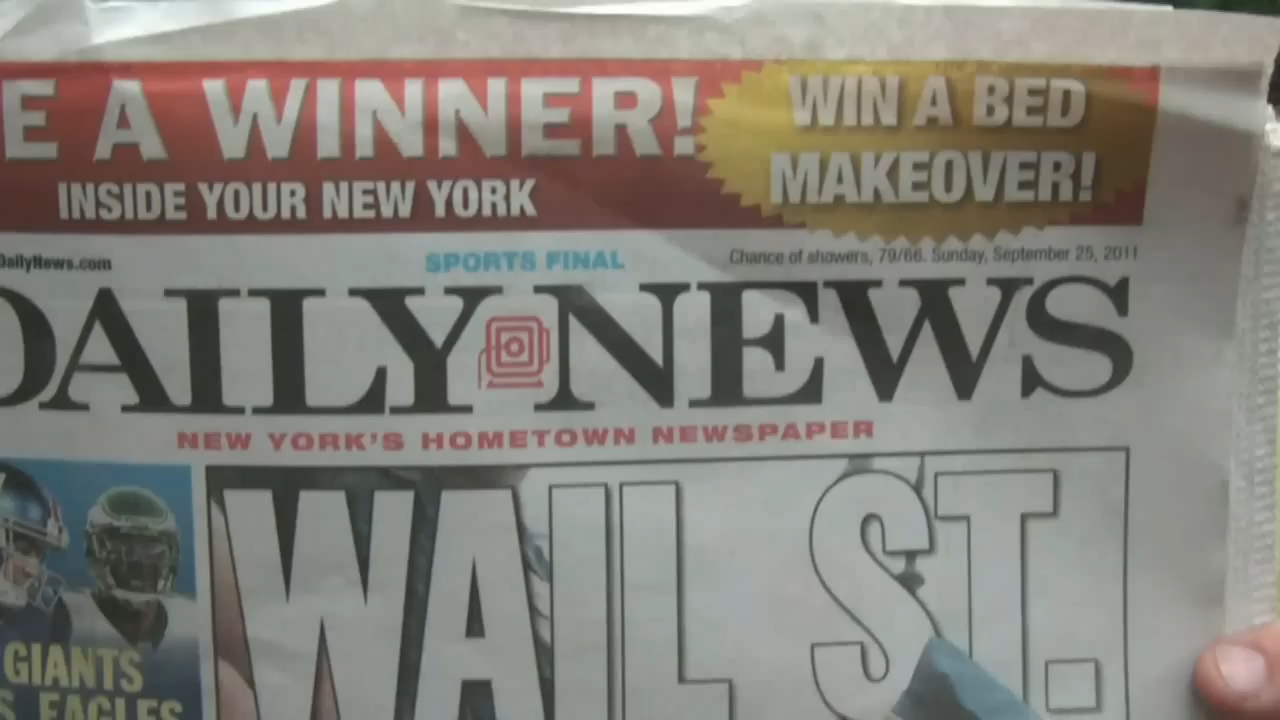 E A WINNER!
INSIDE YOUR NEW YORK
WIN A BED
MAKEOVER!
DailyNews.com
SPORTS FINAL
Chance of showers, 79/66. Sunday, September 25, 2011
DAILY NEWS
NEW YORK'S HOMETOWN NEWSPAPER
WALL ST.
GIANTS
S. EAGLES